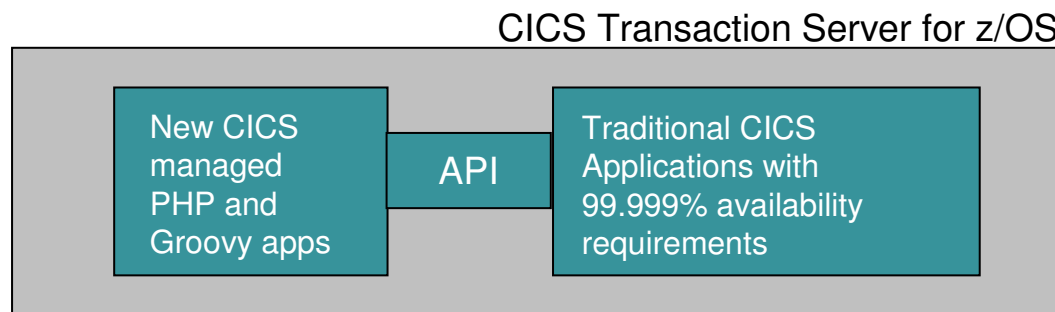 CICS Transaction Server for z/OS
New CICS
managed
PHP and
Groovy apps
API
Traditional CICS
Applications with
99.999% availability
requirements